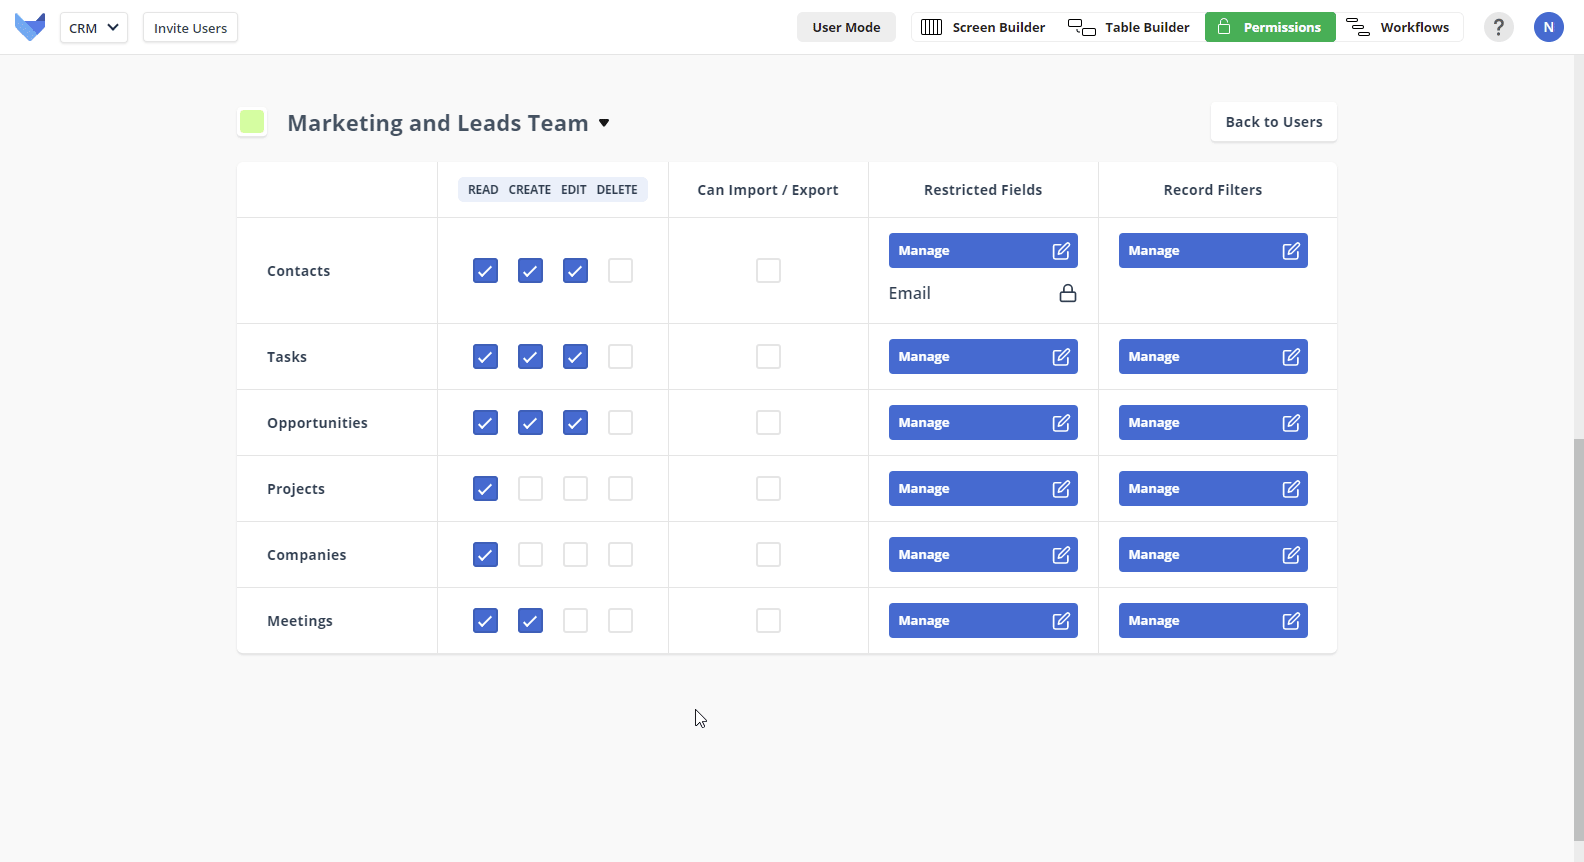 CRM Invite Users User Mode Screen Builder Table Builder Permissions Workflows ? N
Marketing and Leads Team Back to Users
READ CREATE EDIT DELETE Can Import / Export Restricted Fields Record Filters
Contacts Manage Manage
Email
Tasks Manage Manage
Opportunities Manage Manage
Projects Manage Manage
Companies Manage Manage
Meetings Manage Manage